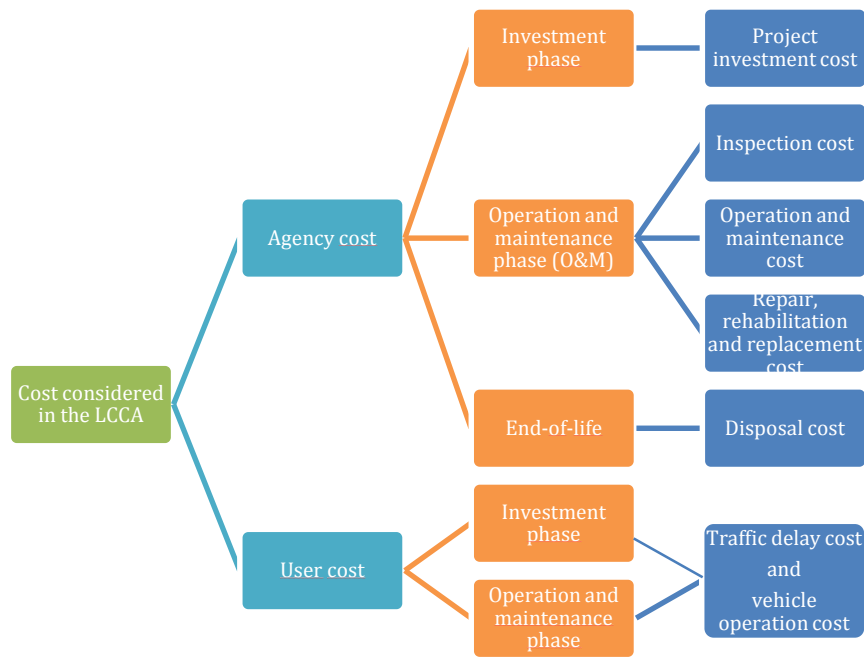 Cost considered
in the LCCA
Agency cost
Investment
phase
Project
investment cost
Operation and
maintenance
phase (O&M)
Inspection cost
Operation and
maintenance
cost
Repair,
rehabilitation
and replacement
cost
End-of-life
Disposal cost
User cost
Investment
phase
Operation and
maintenance
phase
Traffic delay cost
and
vehicle
operation cost